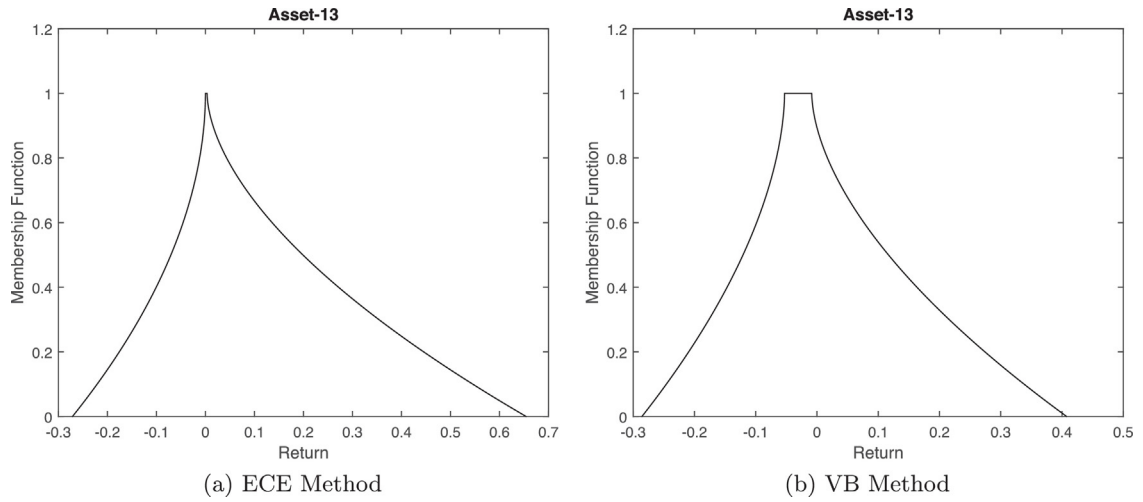 Asset-13
1.2
1
0.8
0.6
0.4
0.2
0
Membership Function
-0.3 -0.2 -0.1 0 0.1 0.2 0.3 0.4 0.5 0.6 0.7
Return
(a) ECE Method
Asset-13
1.2
1
0.8
0.6
0.4
0.2
0
Membership Function
-0.3 -0.2 -0.1 0 0.1 0.2 0.3 0.4 0.5
Return
(b) VB Method